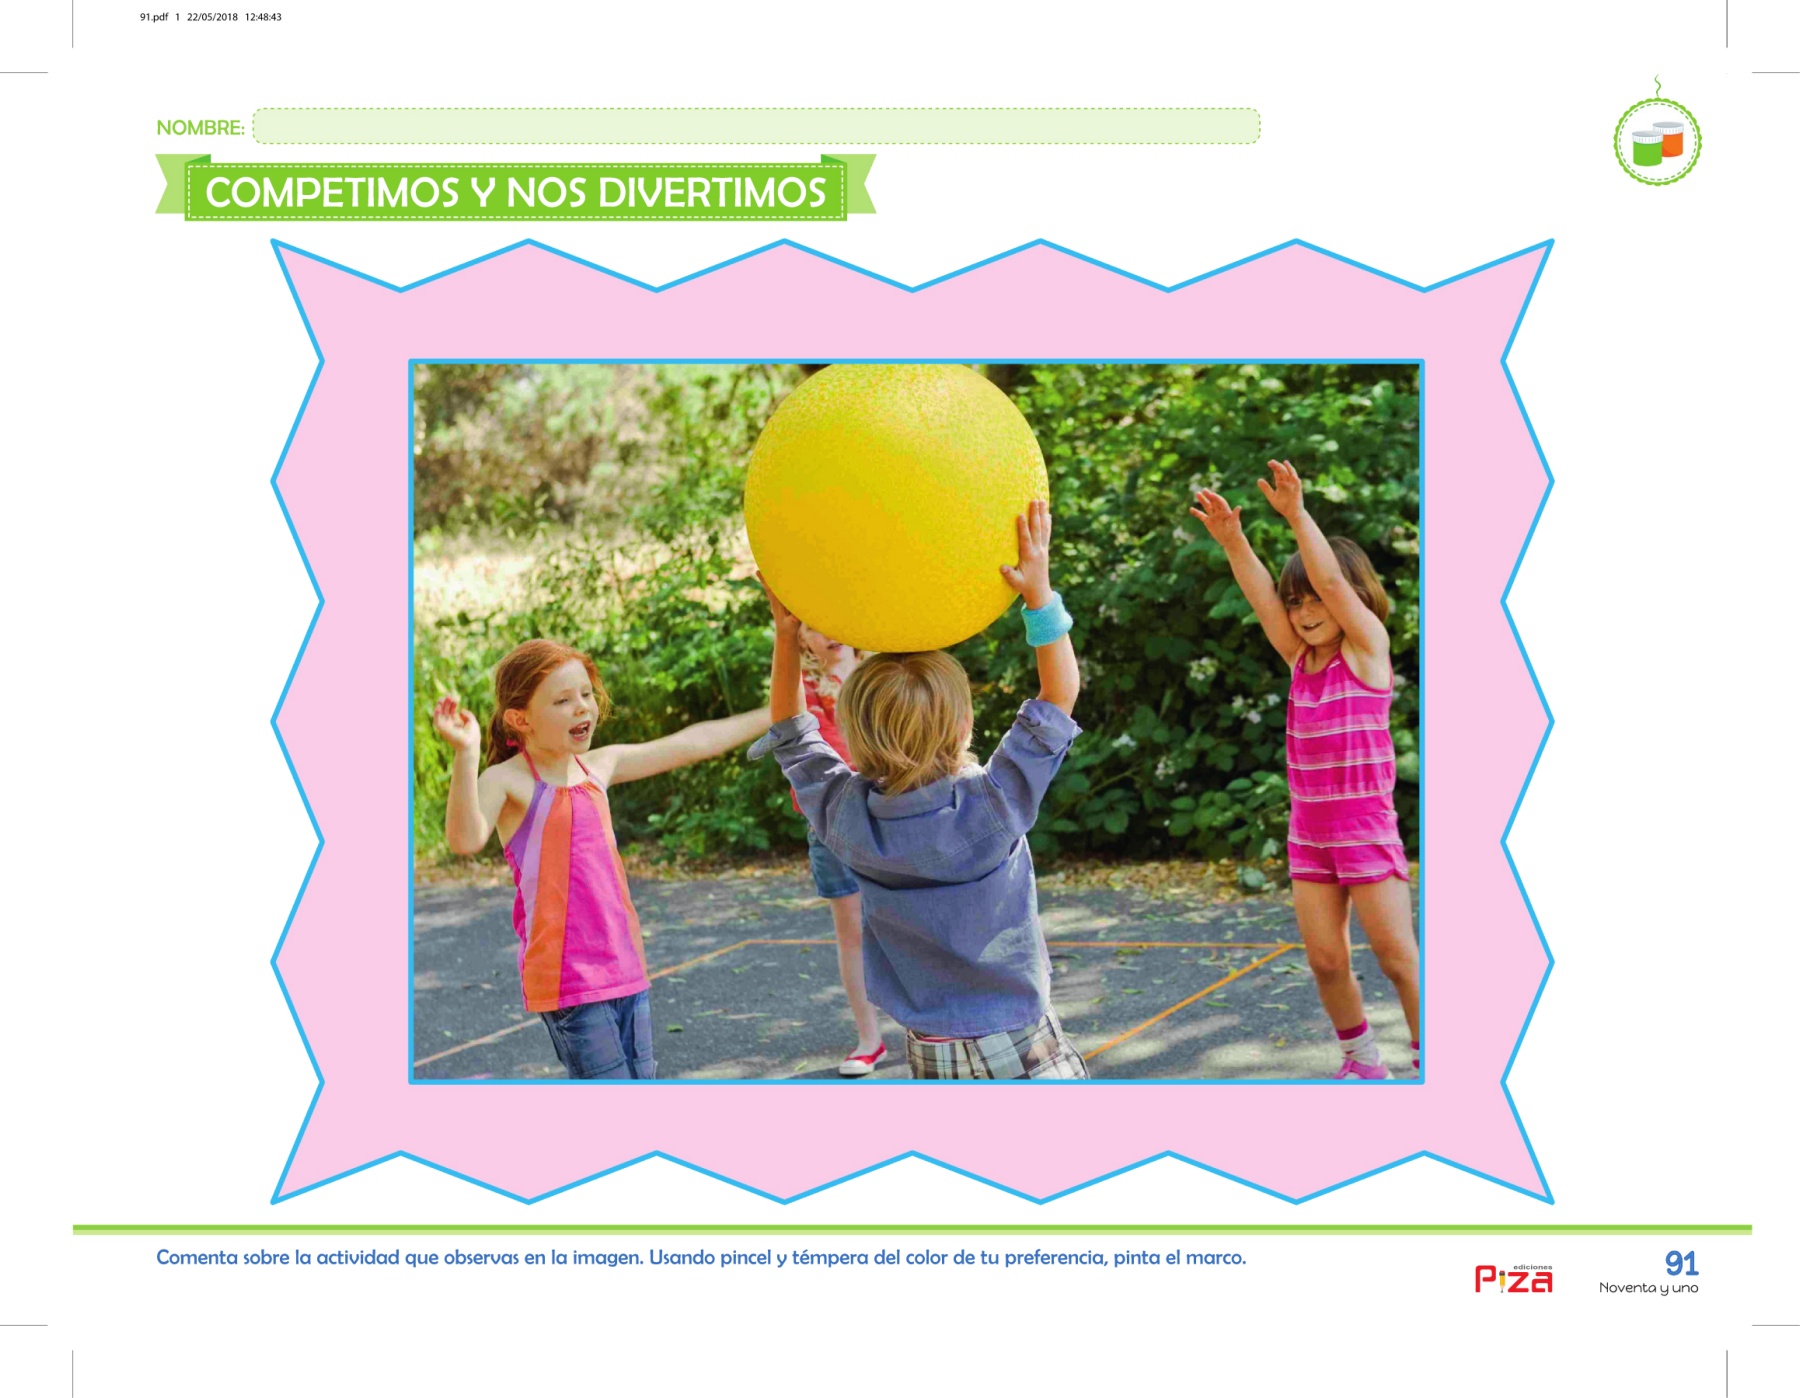 91.pdf 1 22/05/2018 12:48:43
NOMBRE:
COMPETIMOS Y NOS DIVERTIMOS
Comenta sobre la actividad que observas en la imagen. Usando pincel y témpera del color de tu preferencia, pinta el marco.
ediciones
Piza
91
Noventa y uno